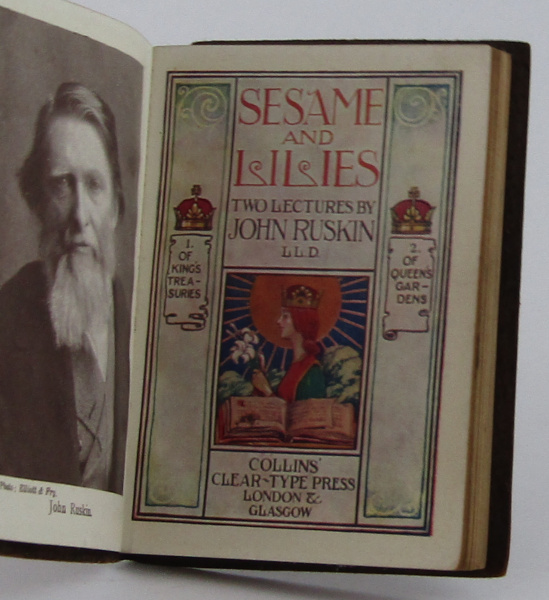 Photo: Elliott & Fry.
John Ruskin.
SESAME
AND
LILIES
TWO LECTURES BY
JOHN RUSKIN
LL.D.
1.
OF
KING'S
TREA-
SURIES
2.
OF
QUEEN'S
GAR-
DENS
COLLINS'
CLEAR-TYPE PRESS
LONDON &
GLASGOW